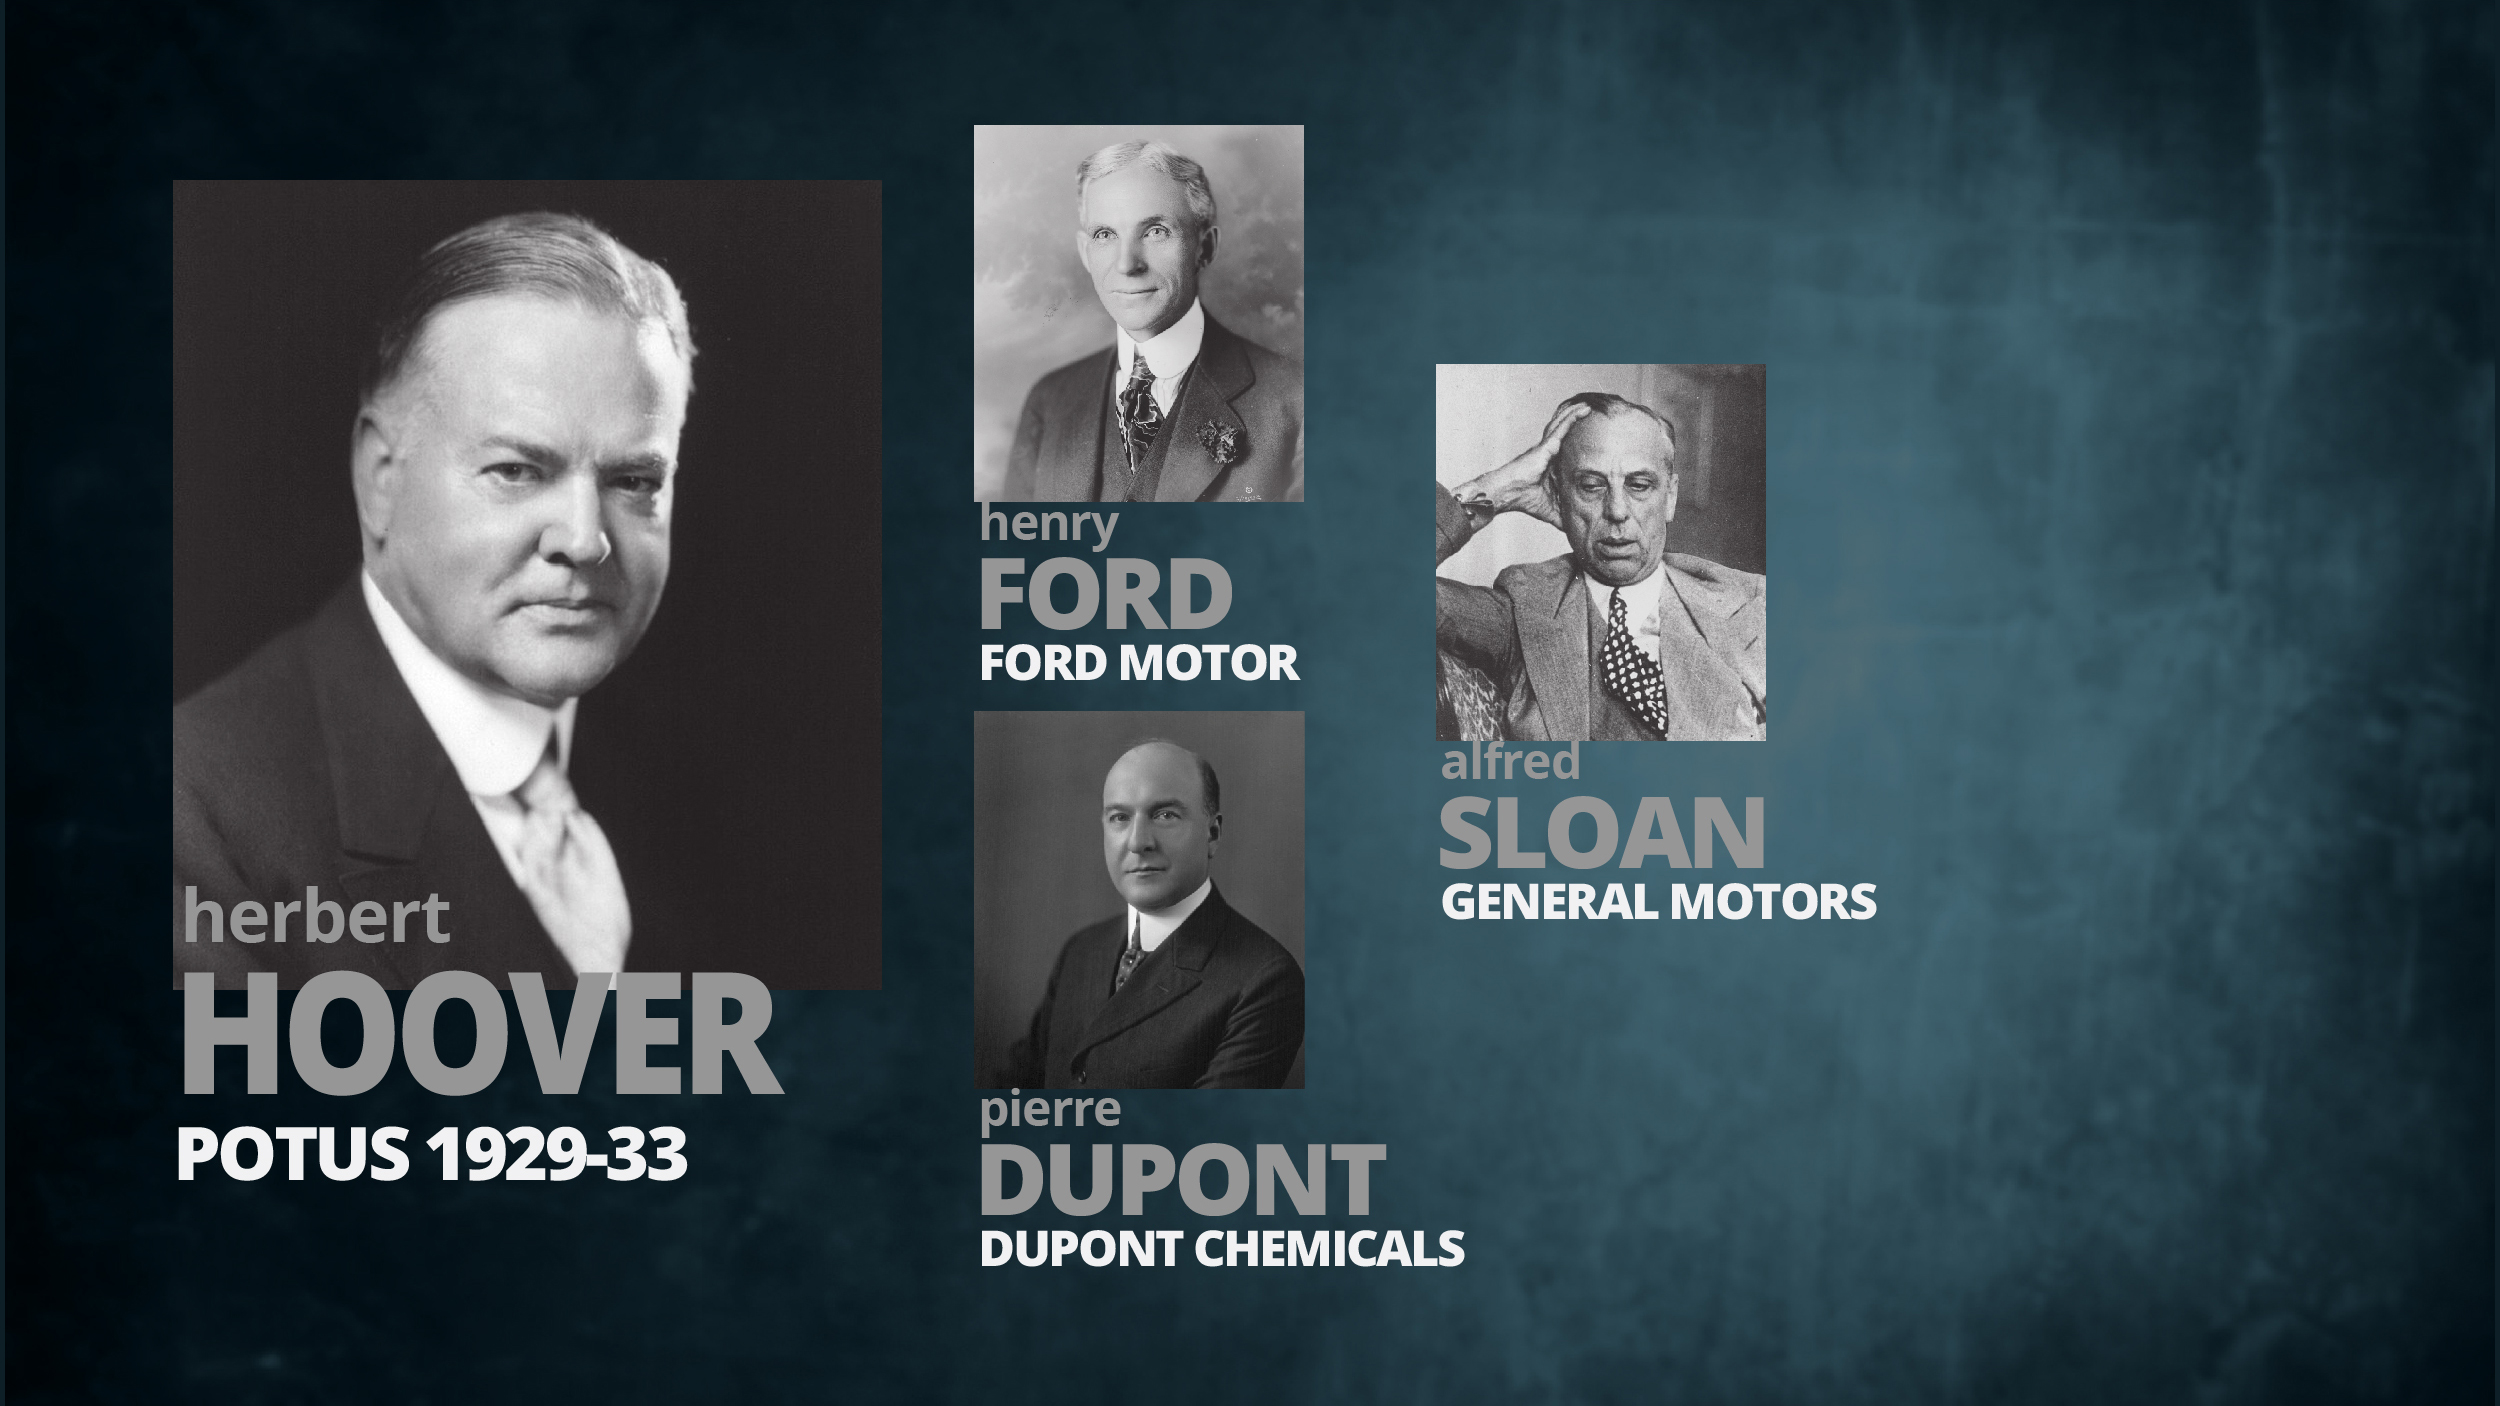 herbert
HOOVER
POTUS 1929-33
henry
FORD
FORD MOTOR
pierre
DUPONT
DUPONT CHEMICALS
alfred
SLOAN
GENERAL MOTORS